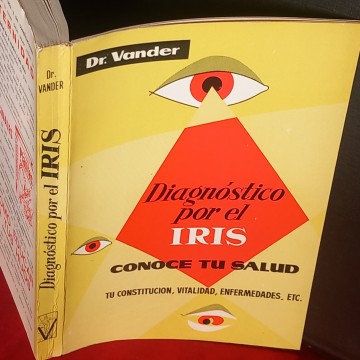 Dr. Vander
Diagnóstico
por el
IRIS
CONOCE TU SALUD
TU CONSTITUCION, VITALIDAD, ENFERMEDADES, ETC.
Dr.
VANDER
Diagnóstico por el IRIS